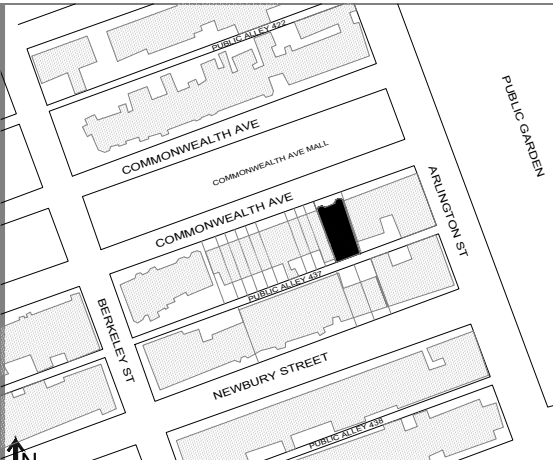 PUBLIC ALLEY 422
PUBLIC GARDEN
COMMONWEALTH AVE
COMMONWEALTH AVE MALL
ARLINGTON ST
COMMONWEALTH AVE
PUBLIC ALLEY 437
BERKELEY ST
NEWBURY STREET
PUBLIC ALLEY 438
N